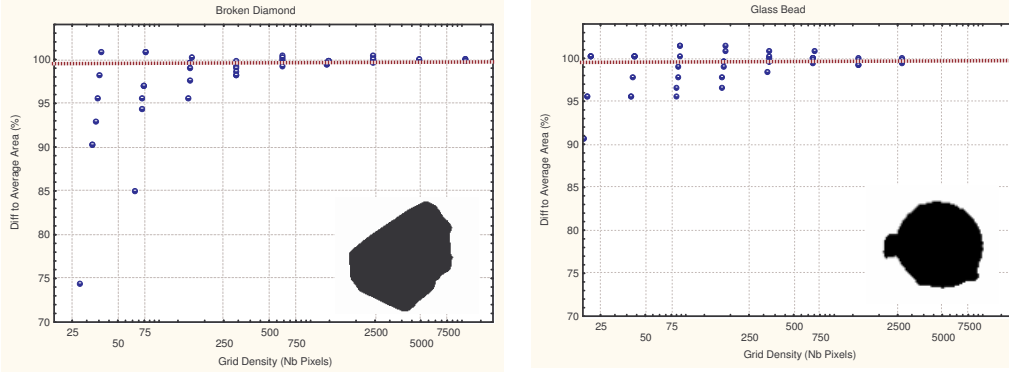 Broken Diamond
Diff to Average Area (%)
100
95
90
85
80
75
70
25 75 250 500 2500 7500
50 750 5000
Grid Density (Nb Pixels)
Glass Bead
Diff to Average Area (%)
100
95
90
85
80
75
70
25 75 500 2500 7500
50 250 750 5000
Grid Density (Nb Pixels)